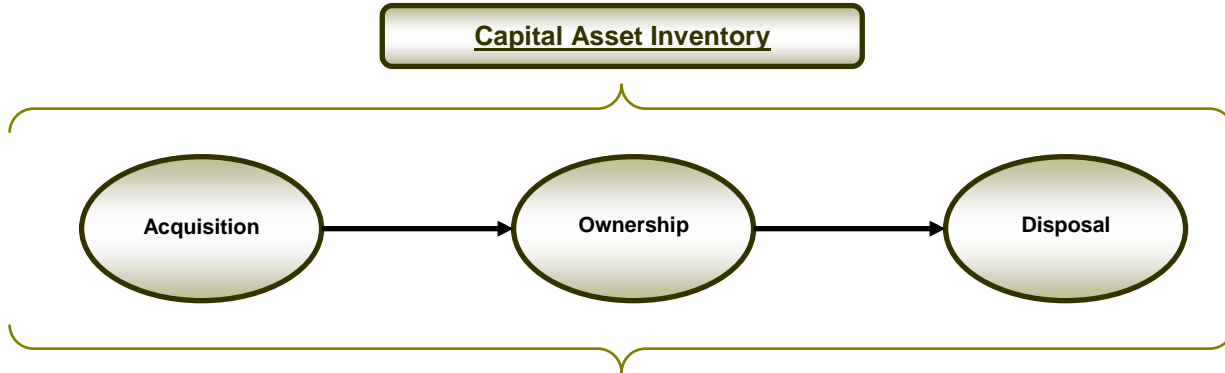 Capital Asset Inventory
Acquisition
Ownership
Disposal